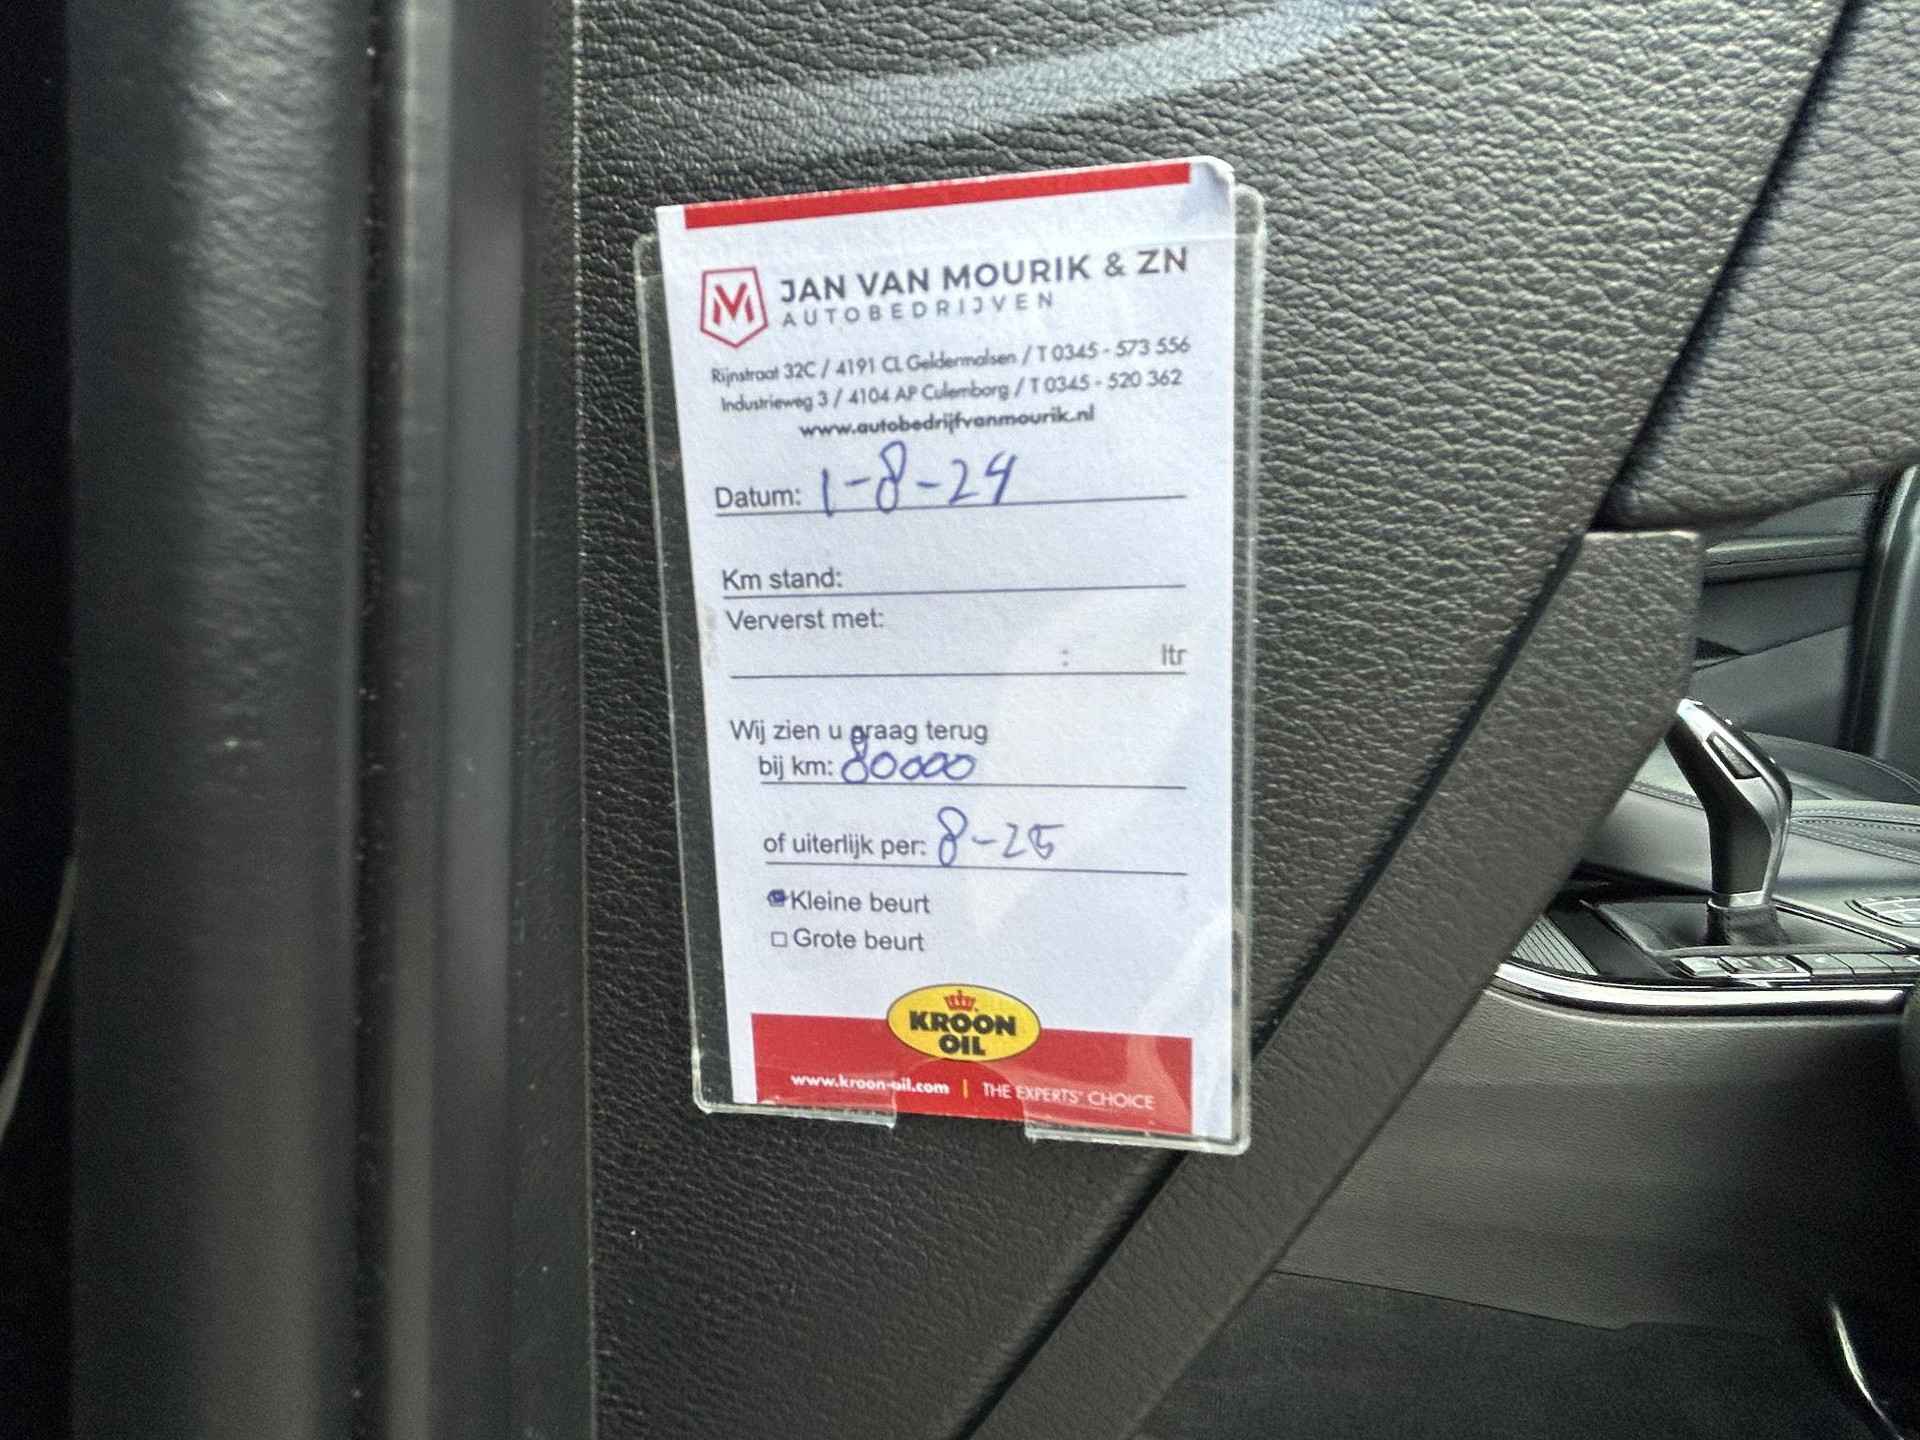 JAN VAN MOURIK & ZN
AUTOBEDRIJVEN
Rijnstraat 32C / 4191 CL Geldermalsen / T 0345 - 573 556
Industrieweg 3 / 4104 AP Culemborg / T 0345 - 520 362
www.autobedrijfvanmourik.nl
Datum: 1-8-24
Km stand:
Ververst met:
: ltr
Wij zien u graag terug
bij km: 80000
of uiterlijk per: 8-25
Kleine beurt
Grote beurt
KROON
OIL
www.kroon-oil.com | THE EXPERTS' CHOICE